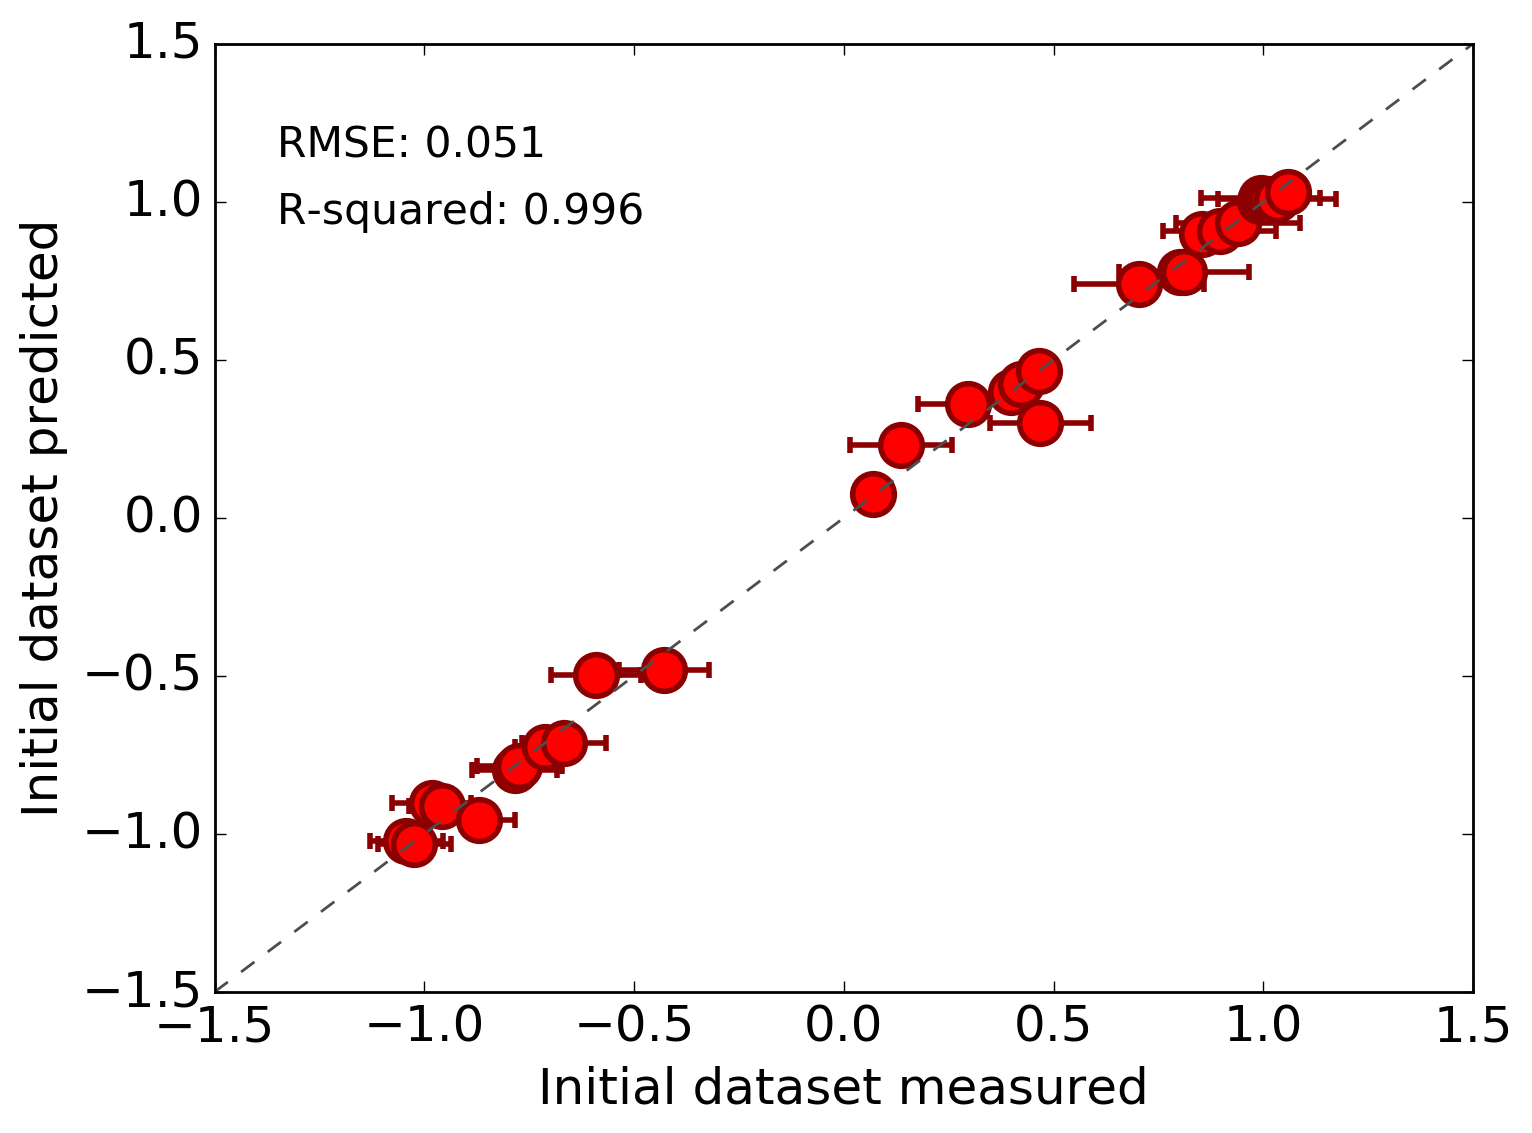 RMSE: 0.051
R-squared: 0.996
Initial dataset predicted
1.5
1.0
0.5
0.0
−0.5
−1.0
−1.5
−1.5 −1.0 −0.5 0.0 0.5 1.0 1.5
Initial dataset measured